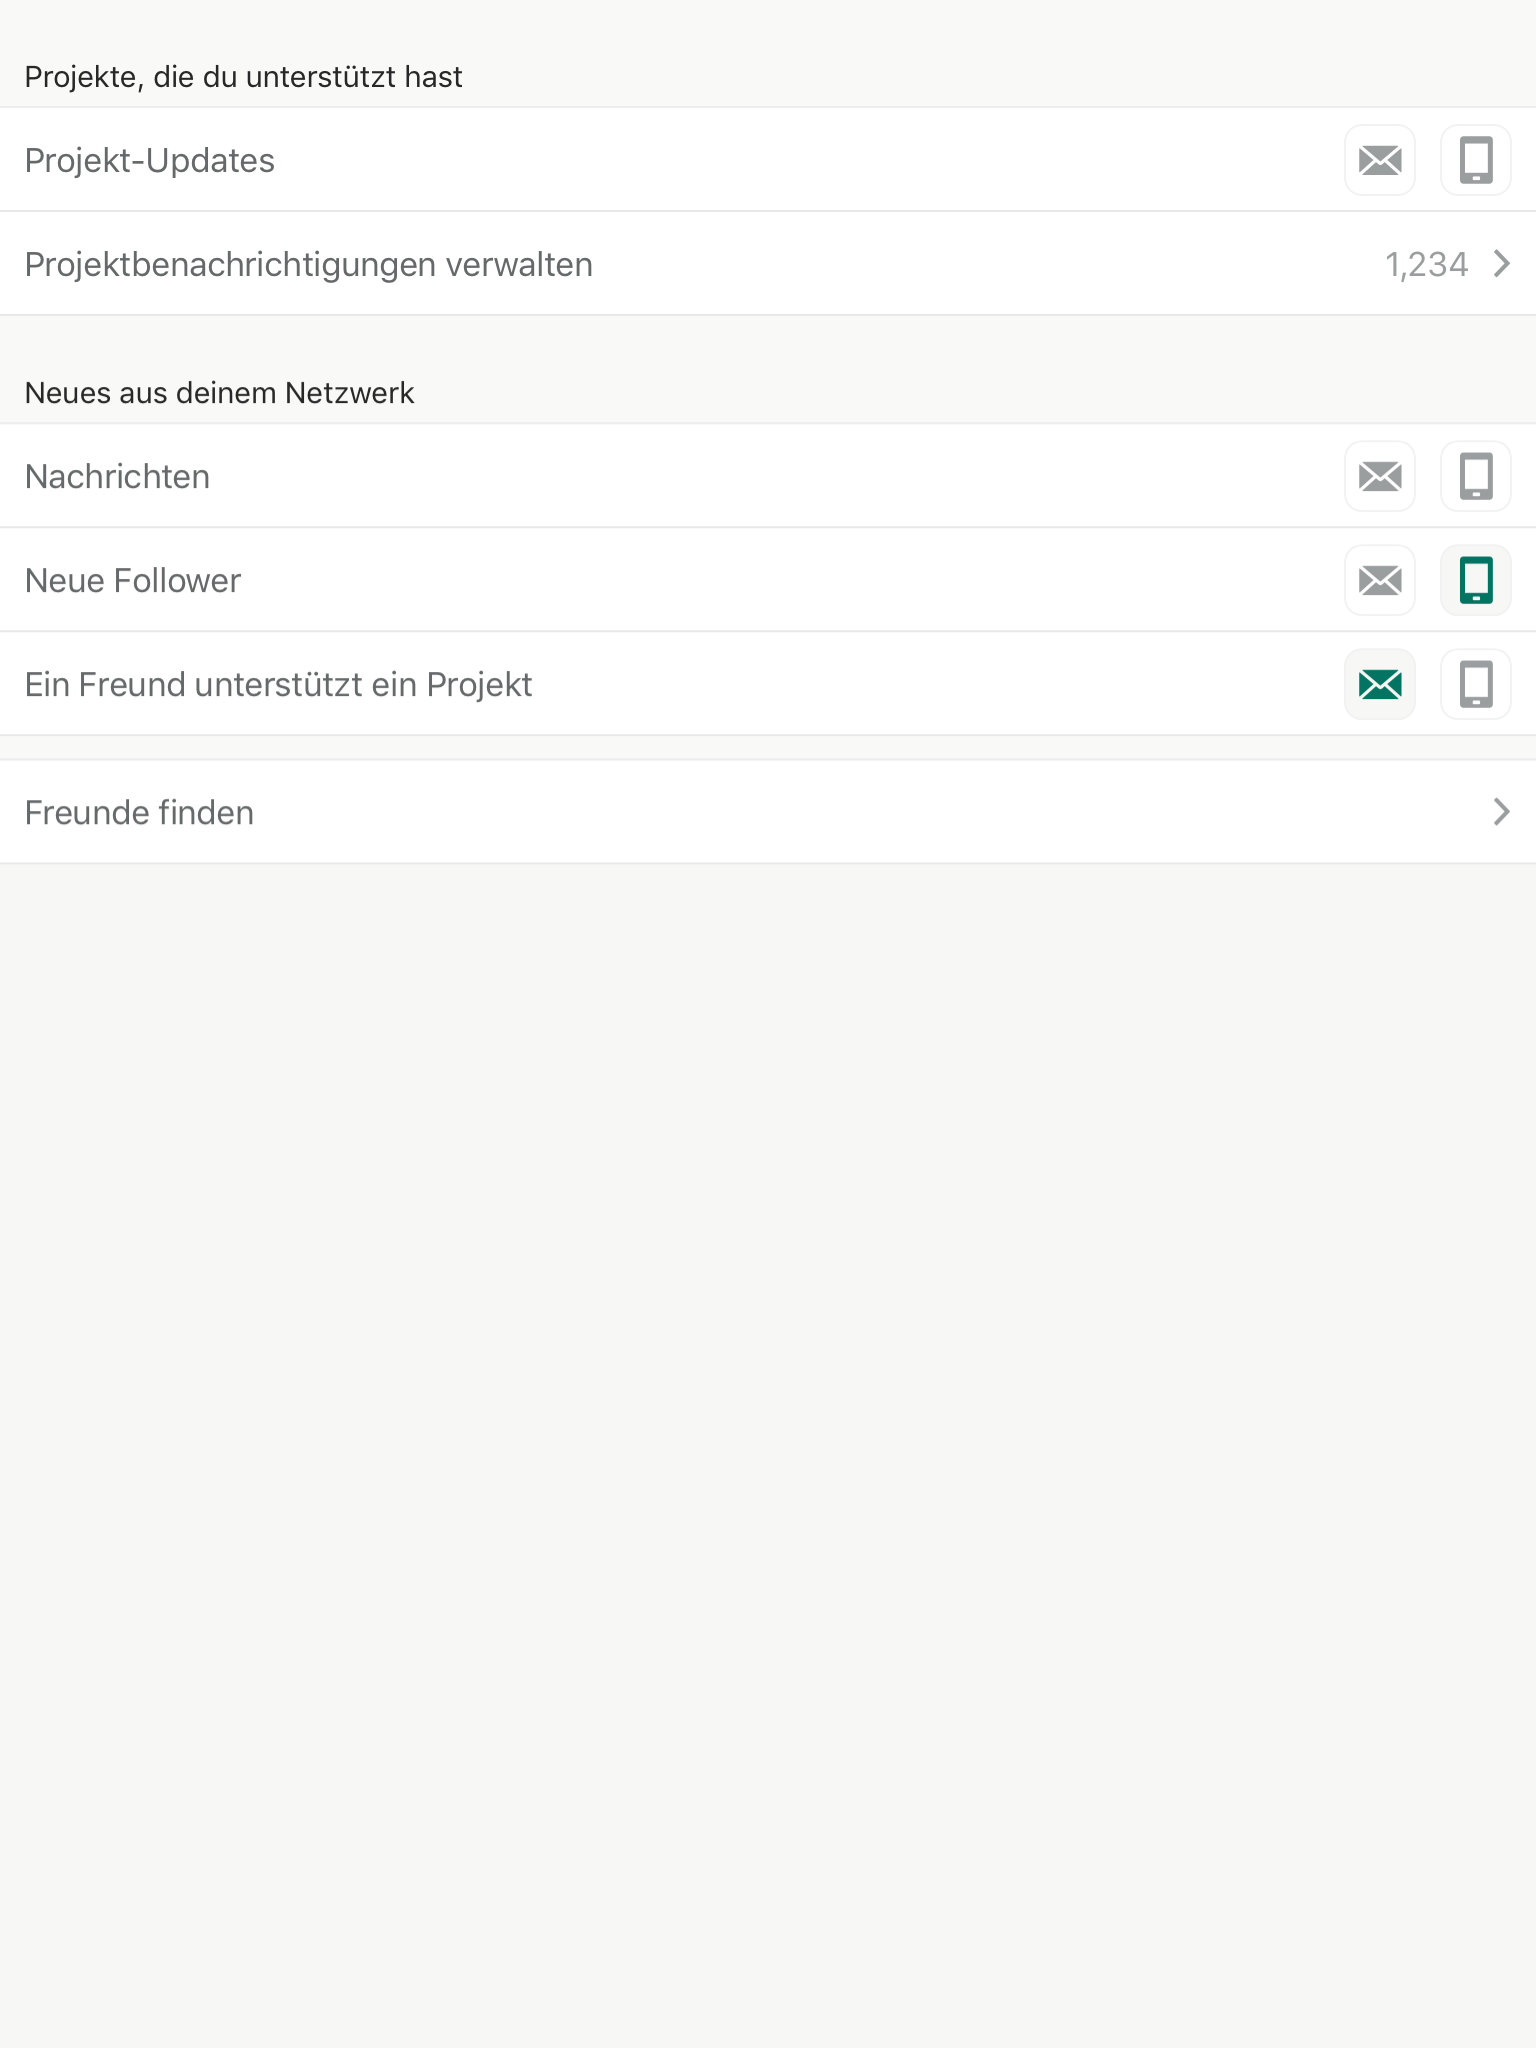 Projekte, die du unterstützt hast
Projekt-Updates
Projektbenachrichtigungen verwalten 1,234
Neues aus deinem Netzwerk
Nachrichten
Neue Follower
Ein Freund unterstützt ein Projekt
Freunde finden